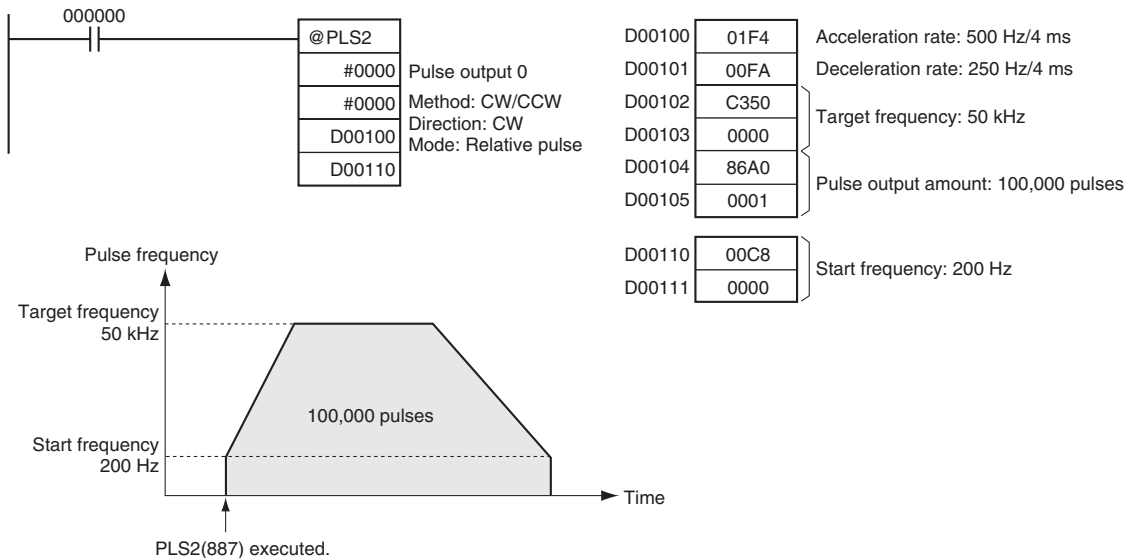 000000
@PLS2
#0000 Pulse output 0
#0000 Method: CW/CCW
Direction: CW
D00100
Mode: Relative pulse
D00110
D00100 01F4 Acceleration rate: 500 Hz/4 ms
D00101 00FA Deceleration rate: 250 Hz/4 ms
D00102 C350
Target frequency: 50 kHz
D00103 0000
D00104 86A0
Pulse output amount: 100,000 pulses
D00105 0001
D00110 00C8
Start frequency: 200 Hz
D00111 0000
Pulse frequency
Target frequency
50 kHz
100,000 pulses
Start frequency
200 Hz
Time
PLS2(887) executed.